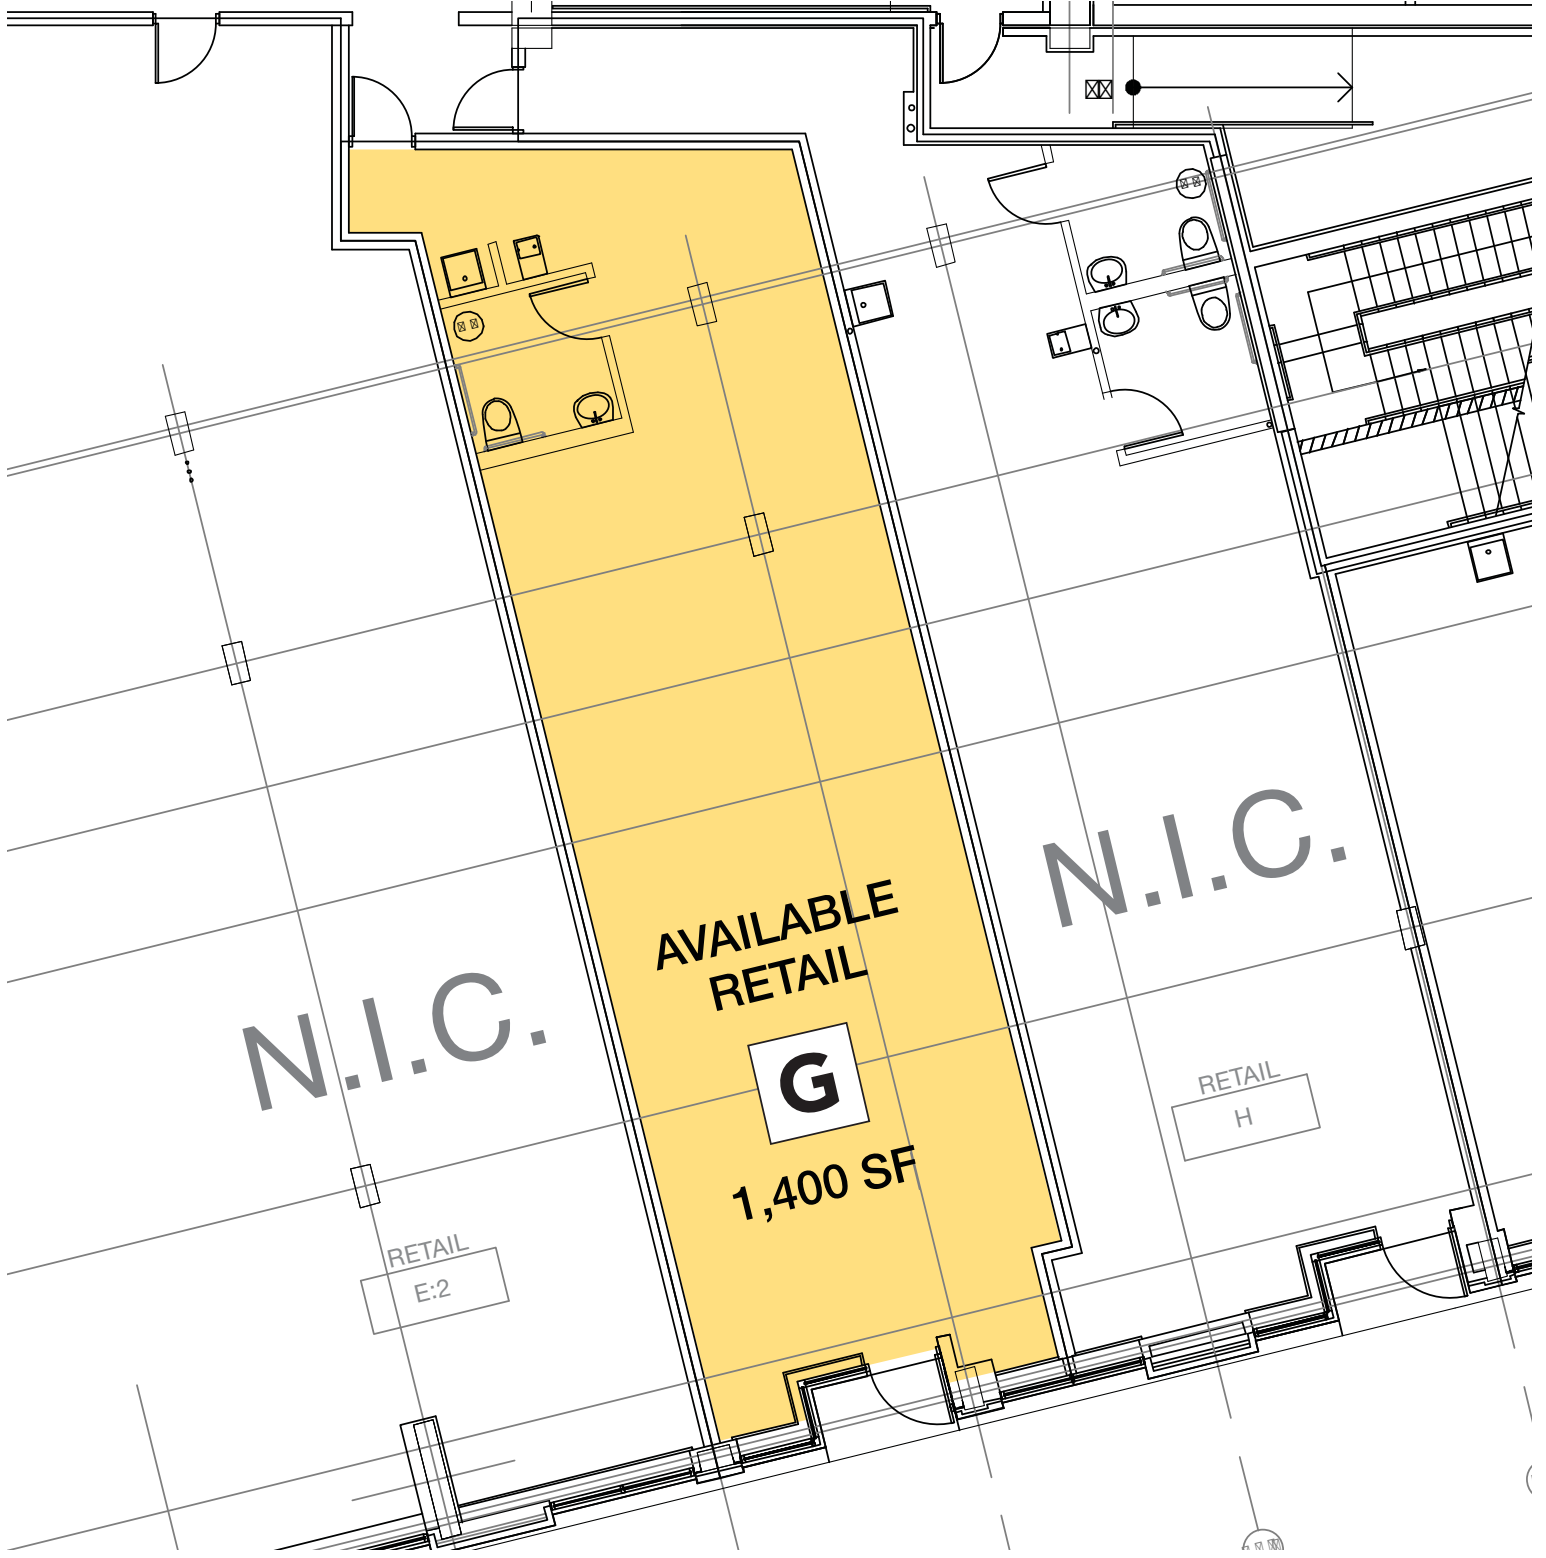 AVAILABLE
RETAIL
G
1,400 SF
N.I.C.
RETAIL
E:2
N.I.C.
RETAIL
H